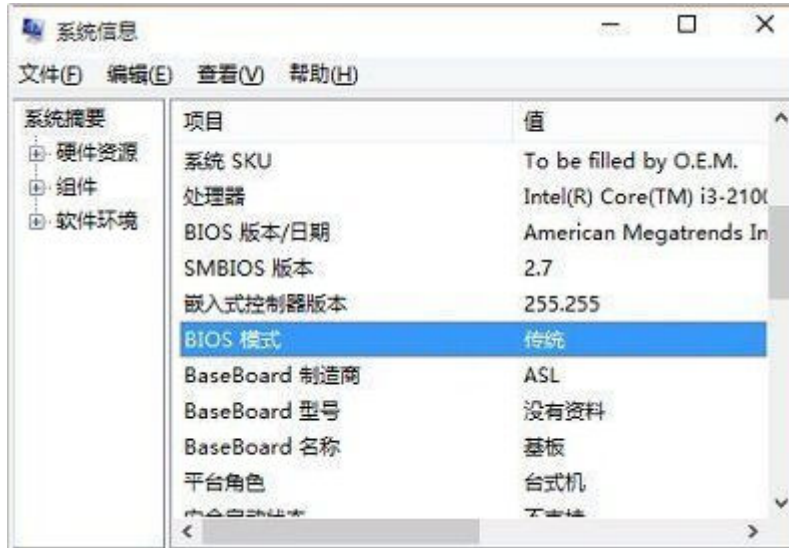 系统信息
文件(F) 编辑(E) 查看(V) 帮助(H)
系统摘要
硬件资源
组件
软件环境
项目 值
系统 SKU To be filled by O.E.M.
处理器 Intel(R) Core(TM) i3-210
BIOS 版本/日期 American Megatrends In
SMBIOS 版本 2.7
嵌入式控制器版本 255.255
BIOS 模式 传统
BaseBoard 制造商 ASL
BaseBoard 型号 没有资料
BaseBoard 名称 基板
平台角色 台式机